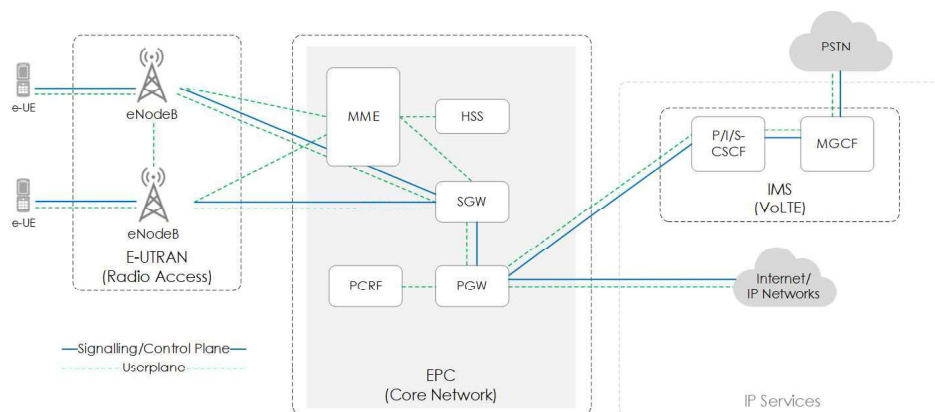 PSTN
e-UE
eNodeB
MME
HSS
P/I/S-
CSCF
MGCF
IMS
(VoLTE)
e-UE
eNodeB
SGW
E-UTRAN
(Radio Access)
PCRF
PGW
Internet/
IP Networks
Signalling/Control Plane
Userplane
EPC
(Core Network)
IP Services